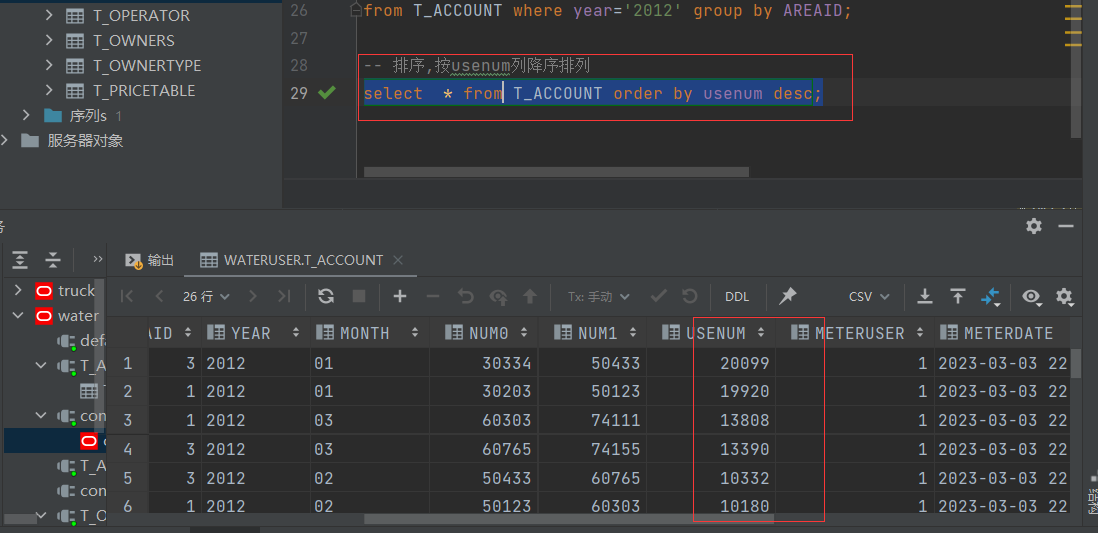 T_OPERATOR
T_OWNERS
T_OWNERTYPE
T_PRICETABLE
序列s 1
服务器对象
26 from T_ACCOUNT where year='2012' group by AREAID;
27
28 -- 排序,按usenum列降序排列
29 select * from T_ACCOUNT order by usenum desc;
务
输出 WATERUSER.T_ACCOUNT
26 行 Tx: 手动 DDL CSV
truck
water
defa
T_A
con
T_A
con
T_O
AID YEAR MONTH NUM0 NUM1 USENUM METERUSER METERDATE
1 3 2012 01 30334 50433 20099 1 2023-03-03 22
2 1 2012 01 30203 50123 19920 1 2023-03-03 22
3 1 2012 03 60303 74111 13808 1 2023-03-03 22
4 3 2012 03 60765 74155 13390 1 2023-03-03 22
5 3 2012 02 50433 60765 10332 1 2023-03-03 22
6 1 2012 02 50123 60303 10180 1 2023-03-03 22
结构